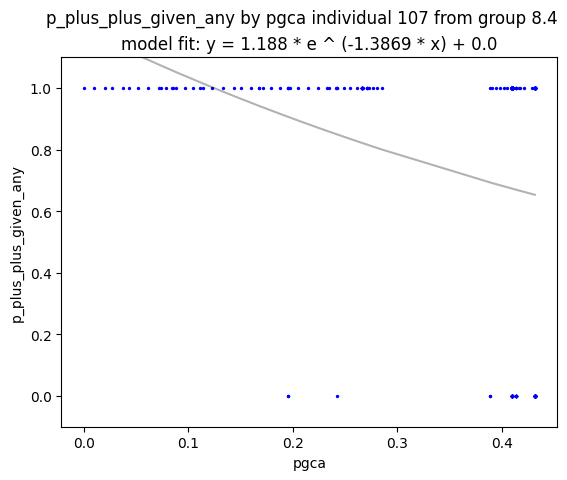 p_plus_plus_given_any by pgca individual 107 from group 8.4
model fit: y = 1.188 * e ^ (-1.3869 * x) + 0.0
1.0
0.8
0.6
0.4
0.2
0.0
p_plus_plus_given_any
0.0 0.1 0.2 0.3 0.4
pgca